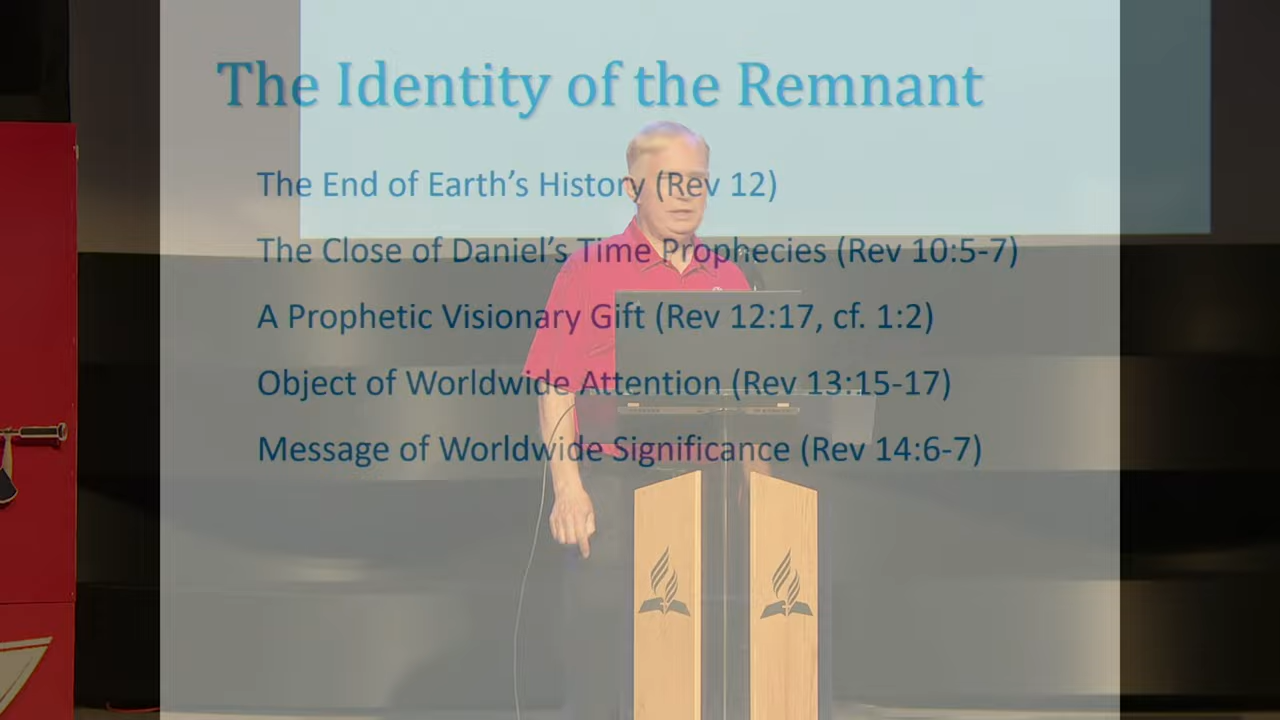 The Identity of the Remnant
The End of Earth’s History (Rev 12)
The Close of Daniel’s Time Prophecies (Rev 10:5-7)
A Prophetic Visionary Gift (Rev 12:17, cf. 1:2)
Object of Worldwide Attention (Rev 13:15-17)
Message of Worldwide Significance (Rev 14:6-7)